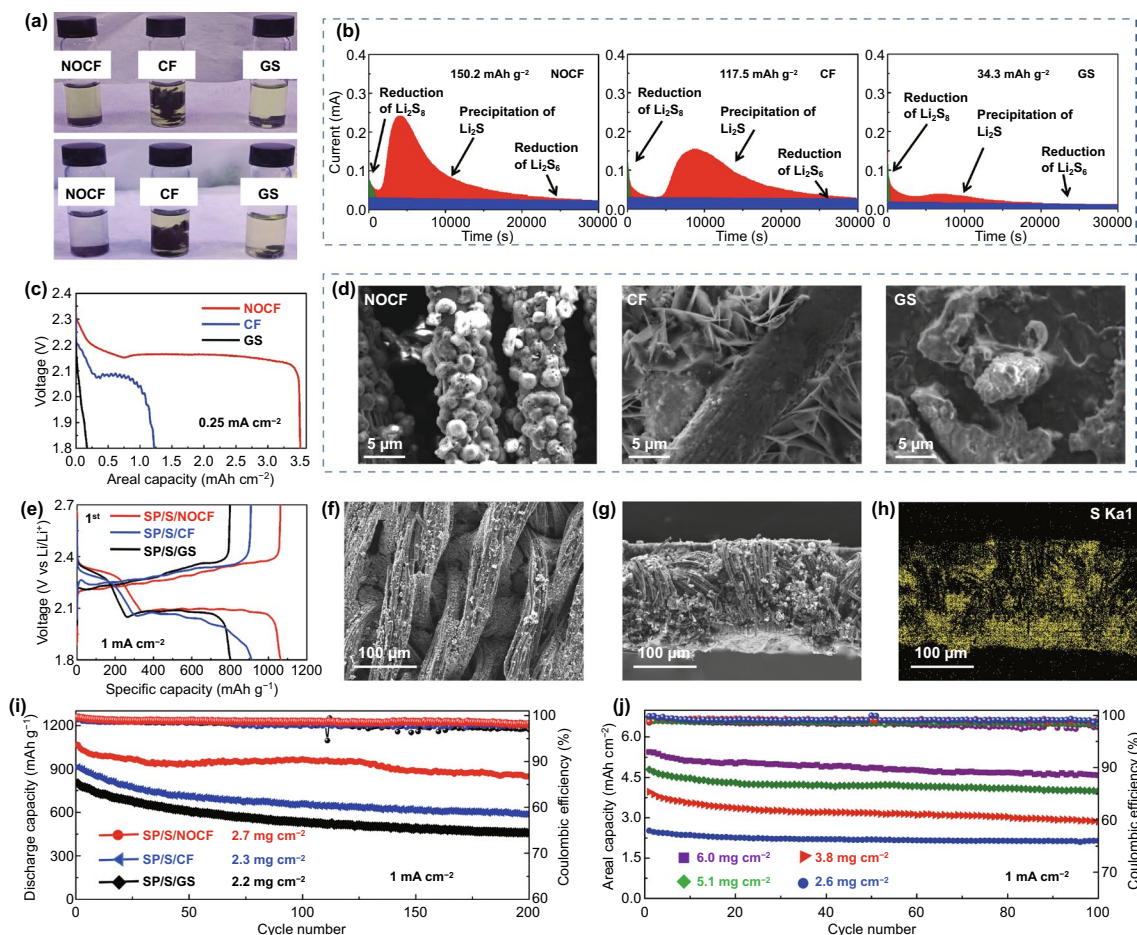 (a)
NOCF CF GS
NOCF CF GS
(b)
150.2 mAh g⁻² NOCF
Reduction
of Li₂S₈
Precipitation of
Li₂S
Reduction
of Li₂S₆
Current (mA)
0.4
0.3
0.2
0.1
0.0
0 10000 20000 30000
Time (s)
117.5 mAh g⁻² CF
Reduction
of Li₂S₈
Precipitation of
Li₂S
Reduction
of Li₂S₆
0.4
0.3
0.2
0.1
0.0
0 10000 20000 30000
Time (s)
34.3 mAh g⁻² GS
Reduction
of Li₂S₈
Precipitation of
Li₂S
Reduction
of Li₂S₆
0.4
0.3
0.2
0.1
0.0
0 10000 20000 30000
Time (s)
(c)
NOCF
CF
GS
0.25 mA cm⁻²
Voltage (V)
2.4
2.3
2.2
2.1
2.0
1.9
1.8
0.0 0.5 1.0 1.5 2.0 2.5 3.0 3.5
Areal capacity (mAh cm⁻²)
(d)
NOCF
5 µm
CF
5 µm
GS
5 µm
(e)
1ˢᵗ
SP/S/NOCF
SP/S/CF
SP/S/GS
1 mA cm⁻²
Voltage (V vs Li/Li⁺)
2.7
2.4
2.1
1.8
0 200 400 600 800 1000 1200
Specific capacity (mAh g⁻¹)
(f)
100 µm
(g)
100 µm
(h)
S Ka1
100 µm
(i)
Discharge capacity (mAh g⁻¹)
1200
900
750
600
450
0
SP/S/NOCF 2.7 mg cm⁻²
SP/S/CF 2.3 mg cm⁻²
SP/S/GS 2.2 mg cm⁻²
1 mA cm⁻²
100
90
80
74
75
60
Coulombic efficiency (%)
0 50 100 150 200
Cycle number
(j)
Areal capacity (mAh cm⁻²)
6.0
4.5
3.0
1.5
6.0 mg cm⁻² 3.8 mg cm⁻²
5.1 mg cm⁻² 2.6 mg cm⁻²
1 mA cm⁻²
100
90
80
70
Coulombic efficiency (%)
0 20 40 60 80 100
Cycle number